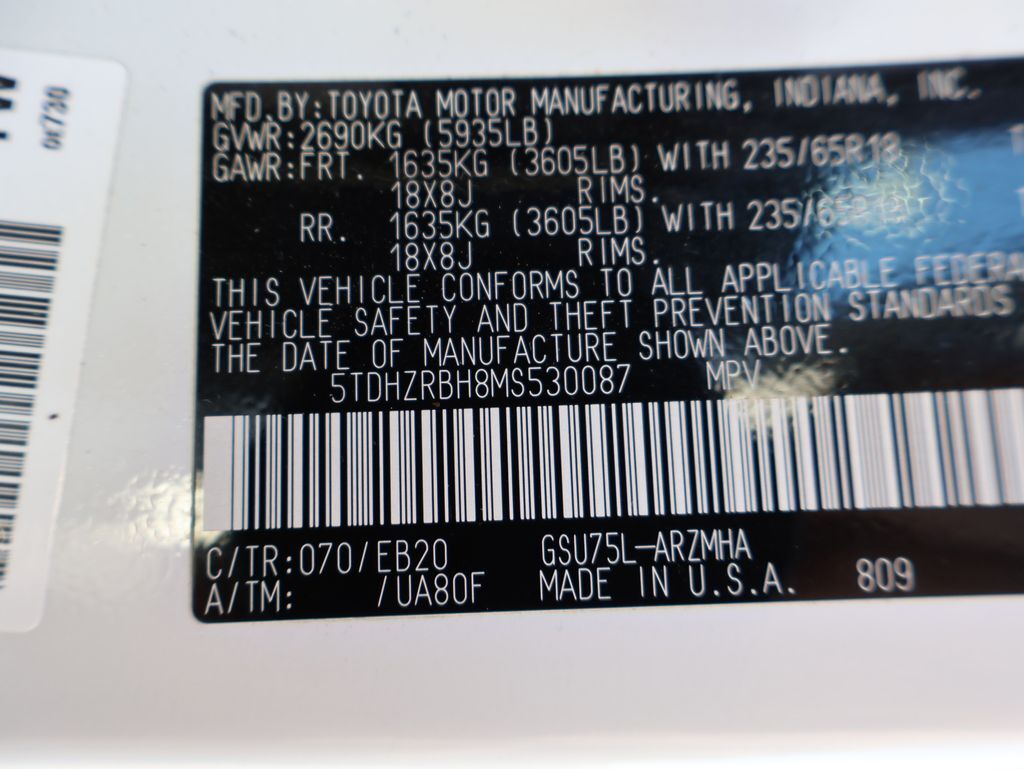 MFD. BY: TOYOTA MOTOR MANUFACTURING, INDIANA, INC.
GVWR: 2690KG (5935LB)
GAWR: FRT. 1635KG (3605LB) WITH 235/65R18
18X8J RIMS.
RR. 1635KG (3605LB) WITH
18X8J RIMS.
THIS VEHICLE CONFORMS TO ALL APPLICABLE FEDERA
VEHICLE SAFETY AND THEFT PREVENTION STANDARDS
THE DATE OF MANUFACTURE SHOWN ABOVE.
5TDHZRBH8MS530087 MPV
C/TR: 070/EB20 GSU75L-ARZMHA
A/TM: /UA80F MADE IN U.S.A. 809